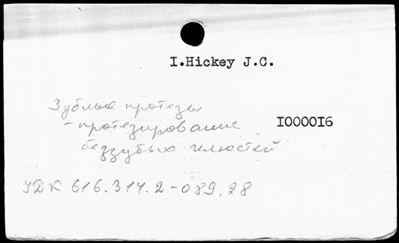 I.Hickey J.C.
Зубные протезы
- протезирование I000016
беззубых челюстей
УДК 616.314.2-089.28